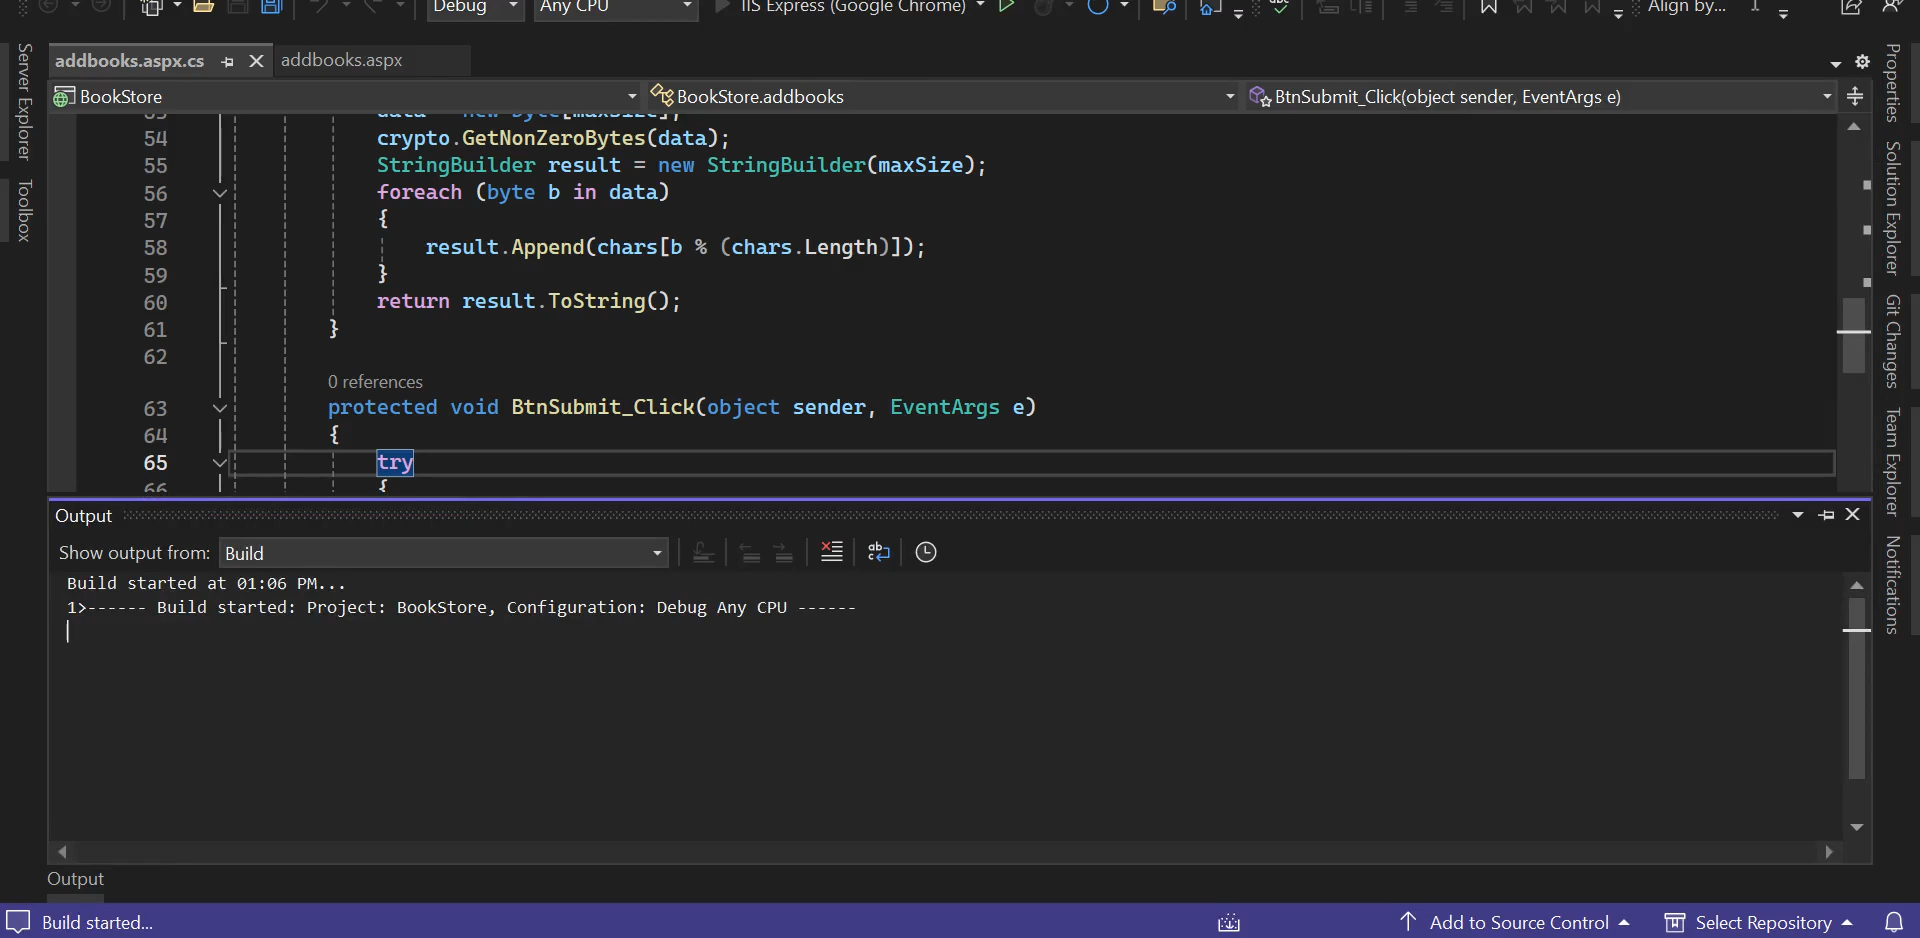 Debug
Any CPU
IIS Express (Google Chrome)
Align by...
Server Explorer
Toolbox
addbooks.aspx.cs
addbooks.aspx
BookStore
BookStore.addbooks
BtnSubmit_Click(object sender, EventArgs e)
data = new byte[maxSize];
54 crypto.GetNonZeroBytes(data);
55 StringBuilder result = new StringBuilder(maxSize);
56 foreach (byte b in data)
57 {
58 result.Append(chars[b % (chars.Length)]);
59 }
60 return result.ToString();
61 }
62
0 references
63 protected void BtnSubmit_Click(object sender, EventArgs e)
64 {
65 try
66 {
Properties
Solution Explorer
Git Changes
Team Explorer
Notifications
Output
Show output from: Build
Build started at 01:06 PM...
1>------ Build started: Project: BookStore, Configuration: Debug Any CPU ------
Output
Build started...
Add to Source Control
Select Repository